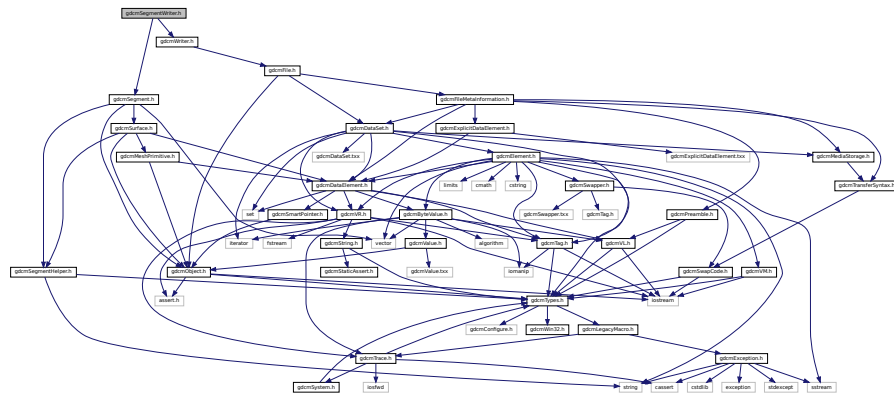 gdcmSegmentWriter.h
gdcmWriter.h
gdcmFile.h
gdcmSegment.h
gdcmFileMetaInformation.h
gdcmSurface.h
gdcmDataSet.h
gdcmExplicitDataElement.h
gdcmMeshPrimitive.h
gdcmDataSet.txx
gdcmElement.h
gdcmExplicitDataElement.txx
gdcmMediaStorage.h
gdcmDataElement.h
limits
cmath
cstring
gdcmSwapper.h
gdcmTransferSyntax.h
set
gdcmSmartPointer.h
gdcmVR.h
gdcmByteValue.h
gdcmSwapper.txx
gdcmTag.h
gdcmPreamble.h
iterator
fstream
gdcmString.h
vector
gdcmValue.h
algorithm
gdcmTag.h
gdcmVL.h
gdcmSegmentHelper.h
gdcmObject.h
gdcmStaticAssert.h
gdcmValue.txx
iomanip
gdcmSwapCode.h
gdcmVM.h
assert.h
gdcmTypes.h
iostream
gdcmConfigure.h
gdcmWin32.h
gdcmLegacyMacro.h
gdcmTrace.h
gdcmException.h
gdcmSystem.h
iosfwd
string
cassert
cstdlib
exception
stdexcept
sstream